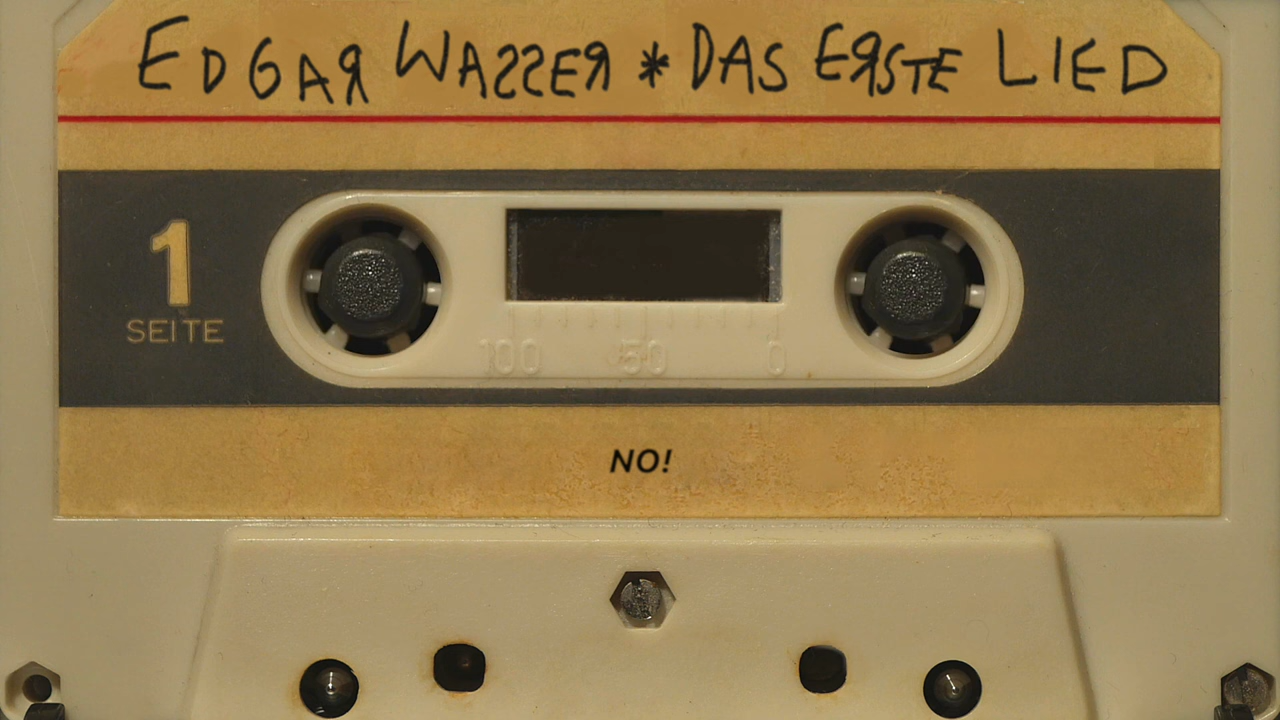 EDGAR WASSER * DAS ERSTE LIED
1
SEITE
100 50 0
NO!